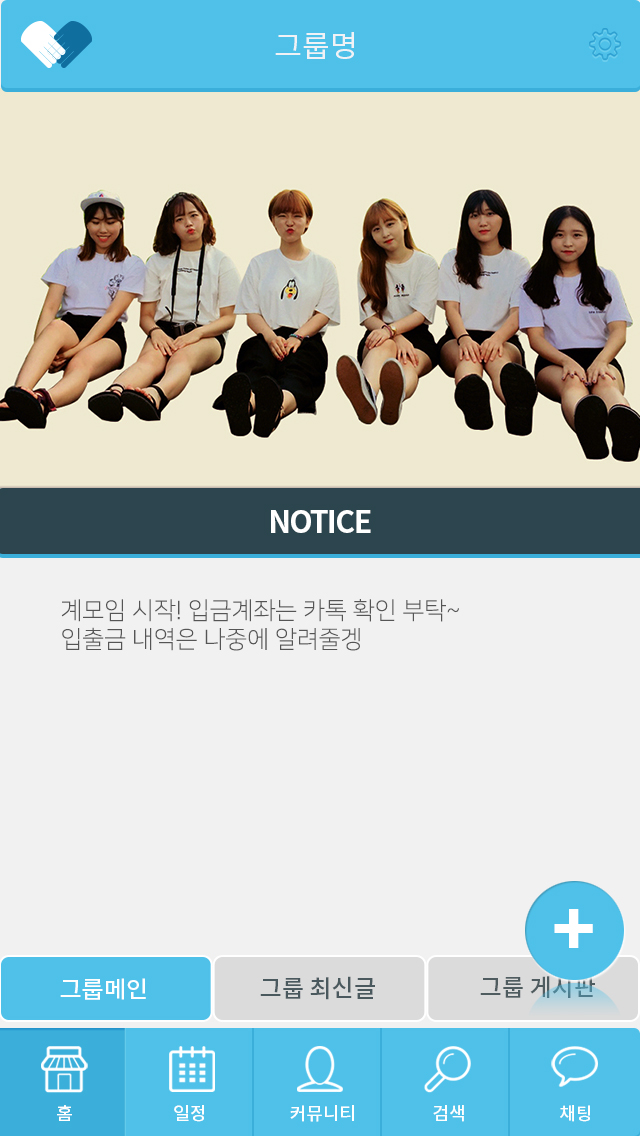 그룹명
NOTICE
계모임 시작! 입금계좌는 카톡 확인 부탁~
입출금 내역은 나중에 알려줄겡
그룹메인
그룹 최신글
그룹 게시판
홈
일정
커뮤니티
검색
채팅